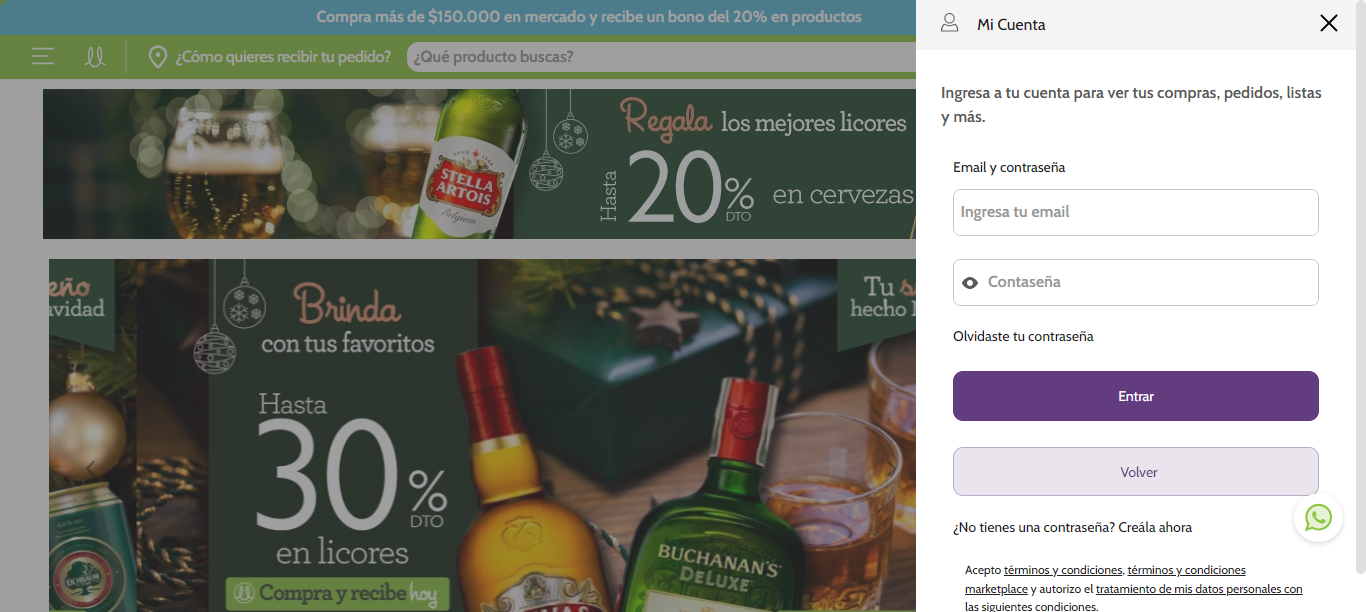 Compra más de $150.000 en mercado y recibe un bono del 20% en productos
¿Cómo quieres recibir tu pedido?
¿Qué producto buscas?
Regala los mejores licores
Hasta 20% DTO en cervezas
STELLA
ARTOIS
Belgium
eño
avidad
Brinda
con tus favoritos
Hasta
30% DTO
en licores
Compra y recibe hoy
EICHBAUM
BUCHANAN'S
DELUXE
Tu s
hecho
Mi Cuenta
Ingresa a tu cuenta para ver tus compras, pedidos, listas
y más.
Email y contraseña
Ingresa tu email
Contaseña
Olvidaste tu contraseña
Entrar
Volver
¿No tienes una contraseña? Creála ahora
Acepto términos y condiciones, términos y condiciones
marketplace y autorizo el tratamiento de mis datos personales con
las siguientes condiciones.